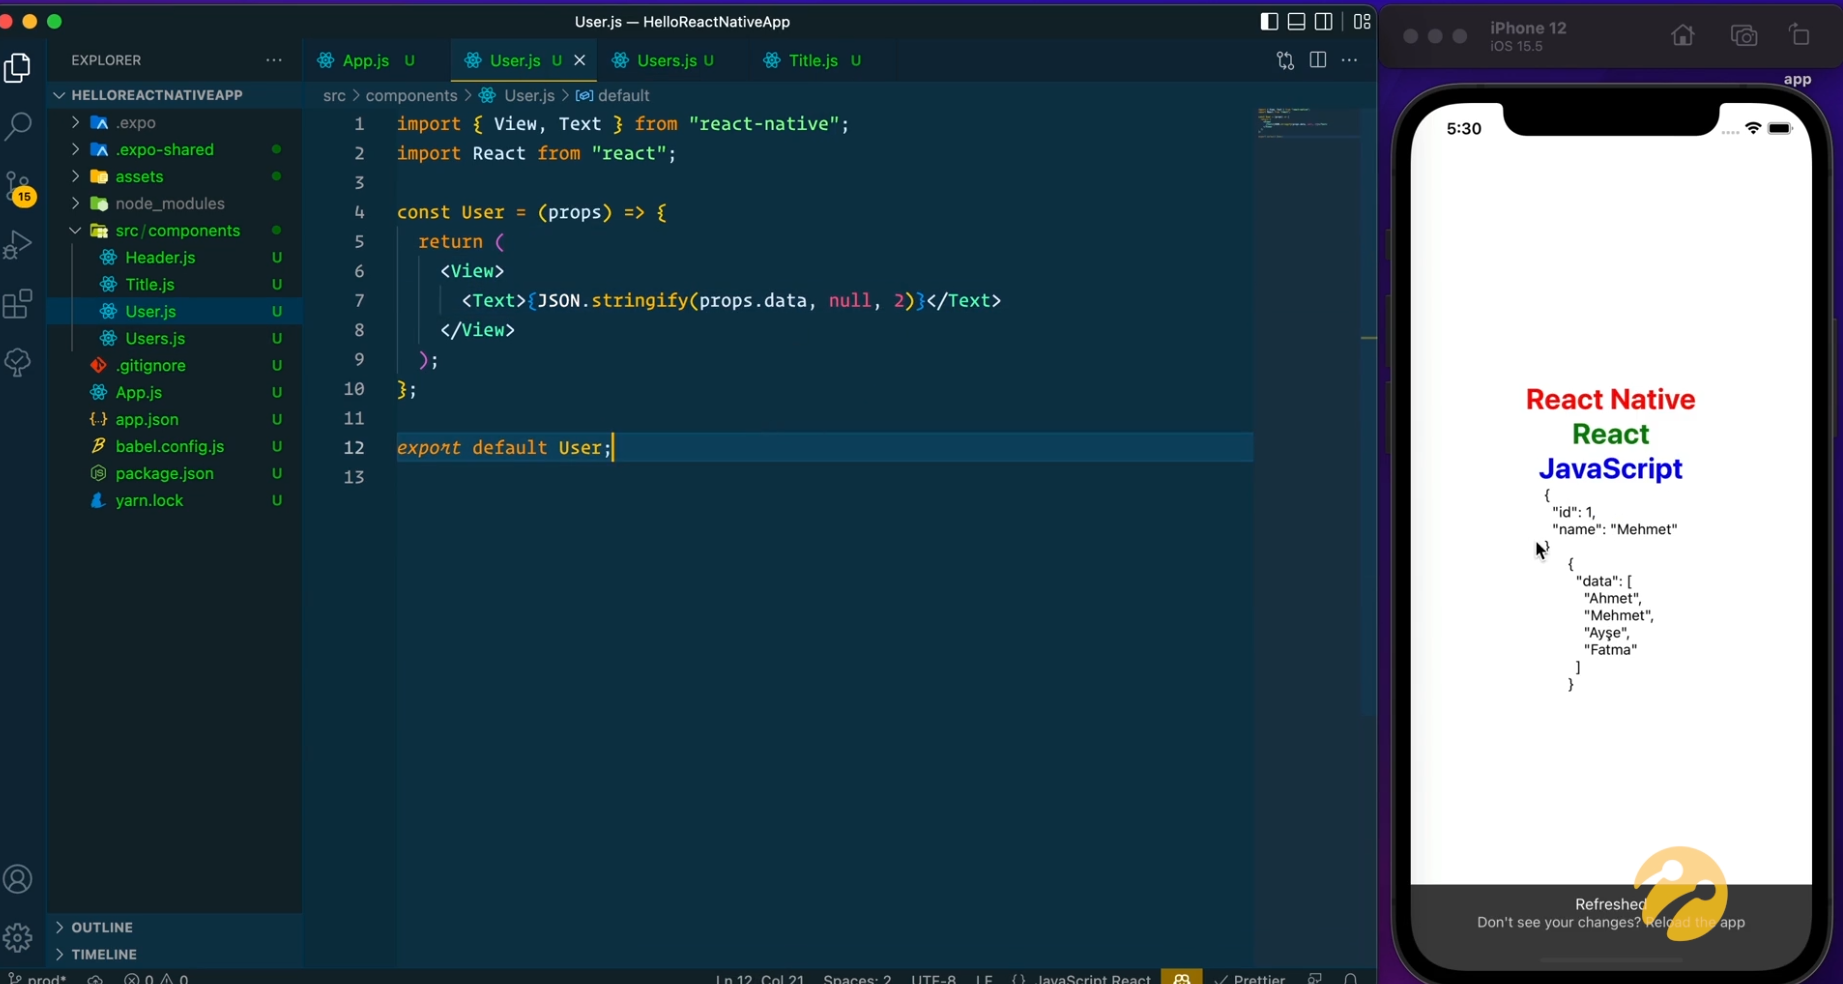 User.js — HelloReactNativeApp
EXPLORER
HELLOREACTNATIVEAPP
.expo
.expo-shared
assets
node_modules
src/components
Header.js U
Title.js U
User.js U
Users.js U
.gitignore U
App.js U
app.json U
babel.config.js U
package.json U
yarn.lock U
OUTLINE
TIMELINE
15
App.js U
User.js U
Users.js U
Title.js U
src > components > User.js > default
1 import { View, Text } from "react-native";
2 import React from "react";
3
4 const User = (props) => {
5 return (
6 <View>
7 <Text>{JSON.stringify(props.data, null, 2)}</Text>
8 </View>
9 );
10 };
11
12 export default User;
13
prod* 0 0
Ln 12, Col 21 Spaces: 2 UTF-8 LF {} JavaScript React Prettier
iPhone 12
iOS 15.5
app
5:30
React Native
React
JavaScript
{
"id": 1,
"name": "Mehmet"
}
{
"data": [
"Ahmet",
"Mehmet",
"Ayşe",
"Fatma"
]
}
Refreshed
Don't see your changes? Reload the app